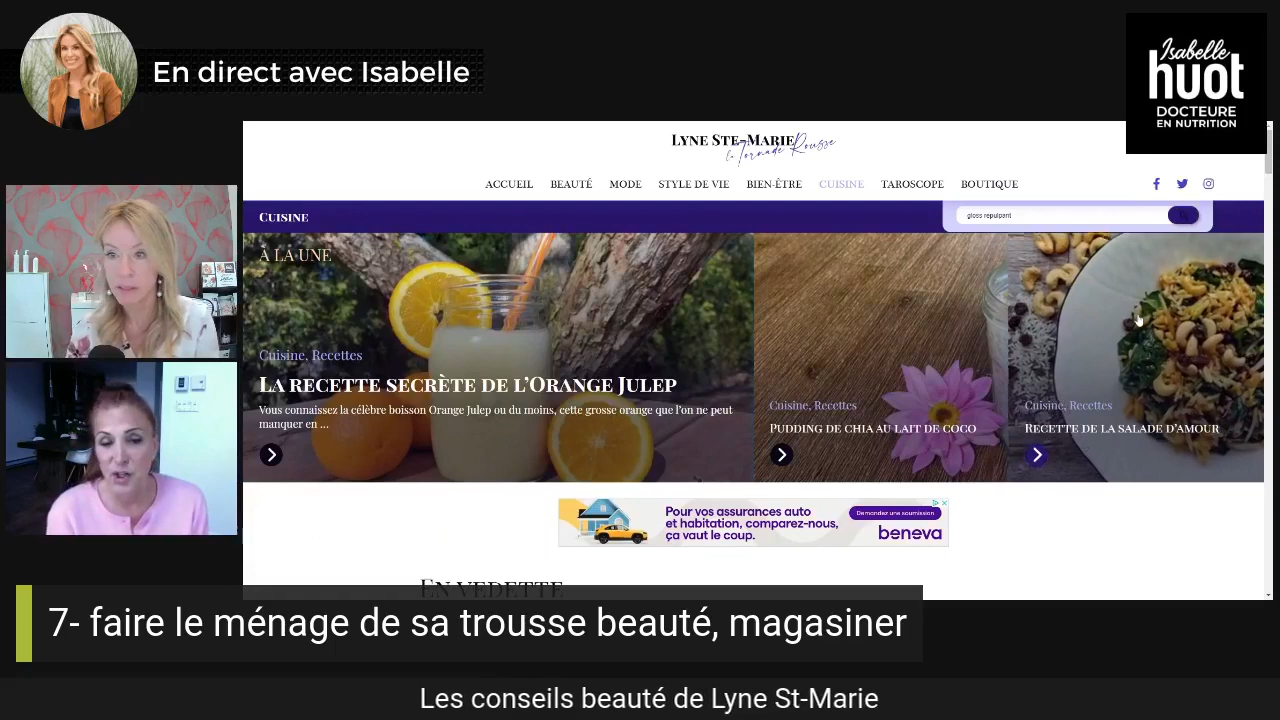 En direct avec Isabelle
Isabelle
huot
DOCTEURE
EN NUTRITION
Lyne Ste-Marie
la Tornade Rousse
ACCUEIL BEAUTÉ MODE STYLE DE VIE BIEN-ÊTRE CUISINE TAROSCOPE BOUTIQUE
Cuisine
gloss repulpant
À LA UNE
Cuisine, Recettes
La recette secrète de l'Orange Julep
Vous connaissez la célèbre boisson Orange Julep ou du moins, cette grosse orange que l'on ne peut
manquer en ...
Cuisine, Recettes
Pudding de chia au lait de coco
Cuisine, Recettes
Recette de la salade d'amour
Pour vos assurances auto
et habitation, comparez-nous,
ça vaut le coup.
Demandez une soumission
beneva
En vedette
7- faire le ménage de sa trousse beauté, magasiner
Les conseils beauté de Lyne St-Marie